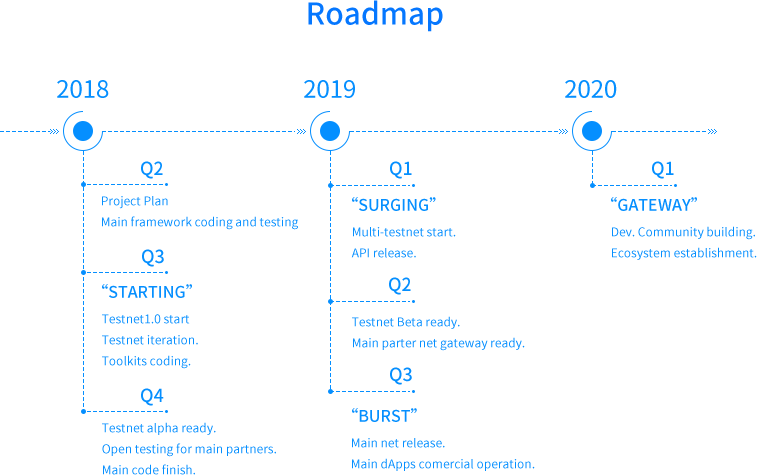 Roadmap
2018
Q2
Project Plan
Main framework coding and testing
Q3
“STARTING”
Testnet1.0 start
Testnet iteration.
Toolkits coding.
Q4
Testnet alpha ready.
Open testing for main partners.
Main code finish.
2019
Q1
“SURGING”
Multi-testnet start.
API release.
Q2
Testnet Beta ready.
Main parter net gateway ready.
Q3
“BURST”
Main net release.
Main dApps comercial operation.
2020
Q1
“GATEWAY”
Dev. Community building.
Ecosystem establishment.